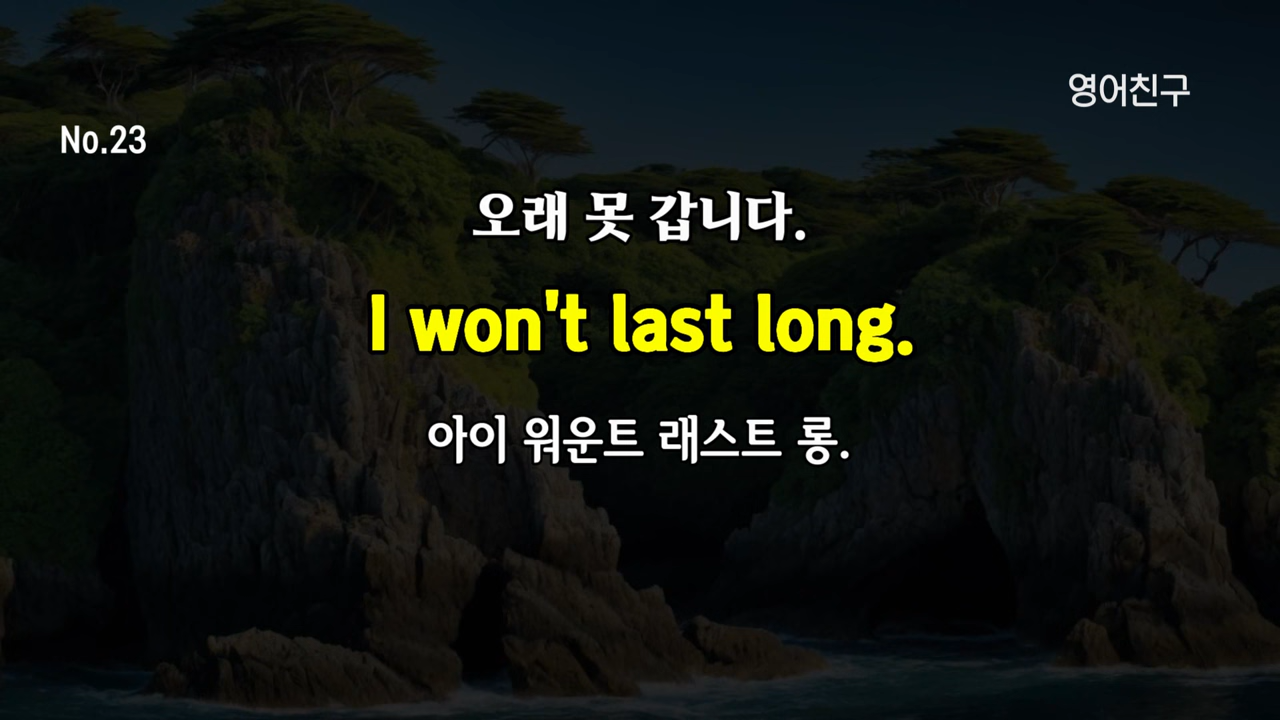 영어친구
No.23
오래 못 갑니다.
I won't last long.
아이 워운트 래스트 롱.